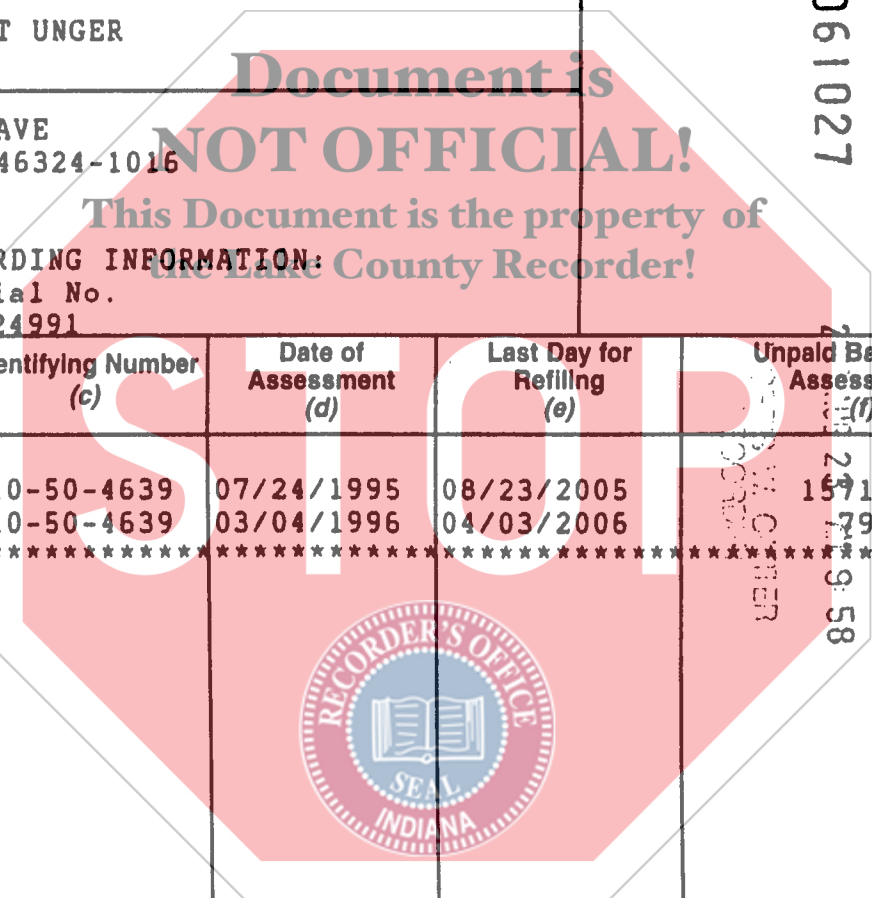 T UNGER
Document is
AVE
NOT OFFICIAL!
46324-1016
This Document is the property of
the Lake County Recorder!
RDING INFORMATION:
ial No.
24991
entifying Number
(c)
Date of
Assessment
(d)
Last Day for
Refiling
(e)
Unpaid Ba
Assess
(f)
STOP
0-50-4639 07/24/1995 08/23/2005 1571
0-50-4639 03/04/1996 04/03/2006 79
061027
23
9:58
RECORDER'S OFFICE
SEAL
INDIANA